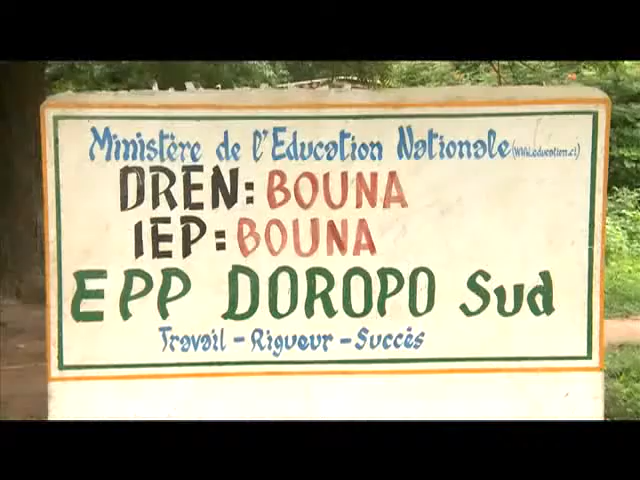 Ministère de l'Education Nationale (www.education.ci)
DREN: BOUNA
IEP: BOUNA
EPP DOROPO Sud
Travail - Rigueur - Succès